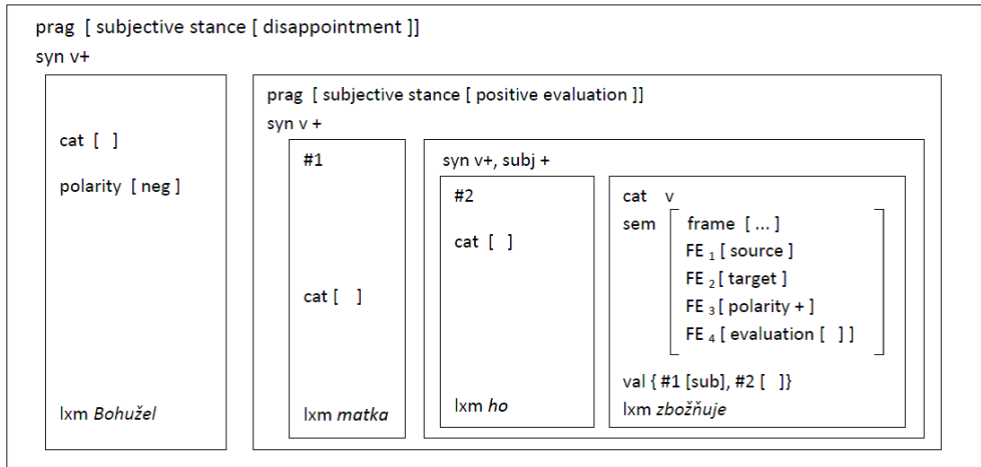 prag [ subjective stance [ disappointment ]]
syn v+
cat [ ]
polarity [ neg ]
lxm Bohužel
prag [ subjective stance [ positive evaluation ]]
syn v +
#1
cat [ ]
lxm matka
syn v+, subj +
#2
cat [ ]
lxm ho
cat v
sem
frame [ ... ]
FE 1 [ source ]
FE 2 [ target ]
FE 3 [ polarity + ]
FE 4 [ evaluation [ ] ]
val { #1 [sub], #2 [ ]}
lxm zbožňuje